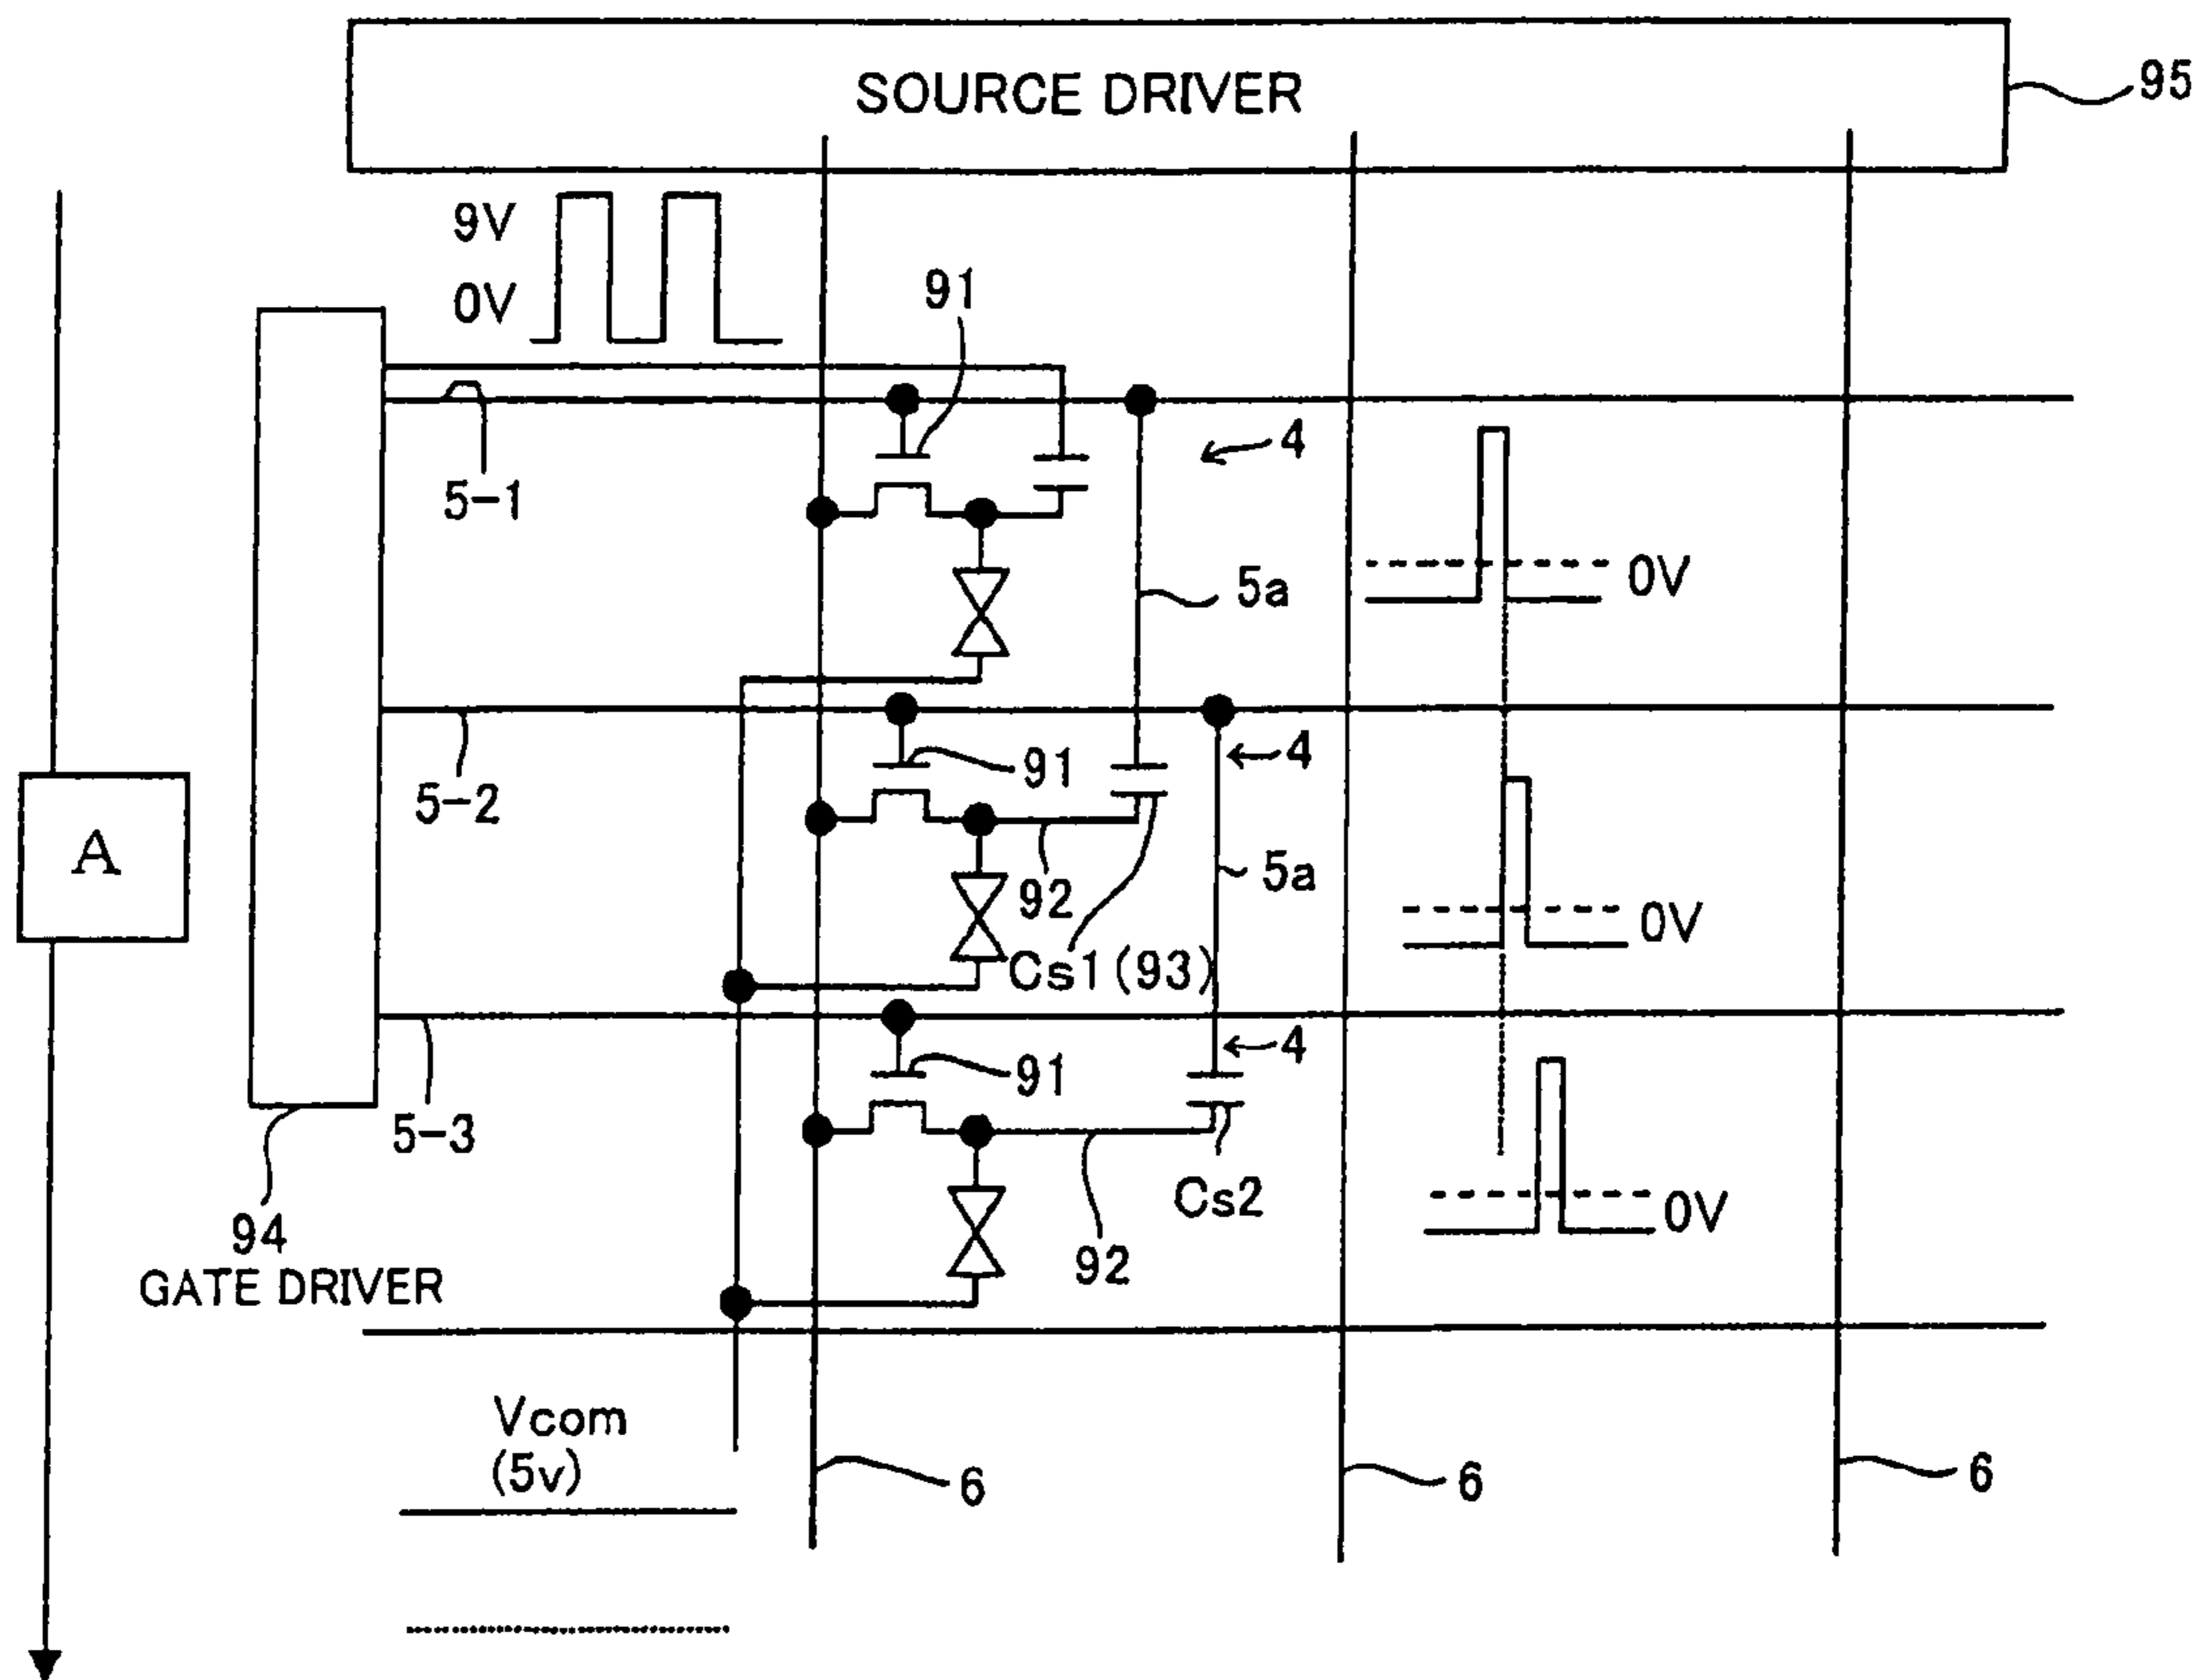 SOURCE DRIVER
95
9V
0V
91
4
5-1
5a
0V
4
91
5-2
A
5a
92
0V
Cs1(93)
4
91
5-3
Cs2
0V
94
92
GATE DRIVER
Vcom
(5v)
6
6
6